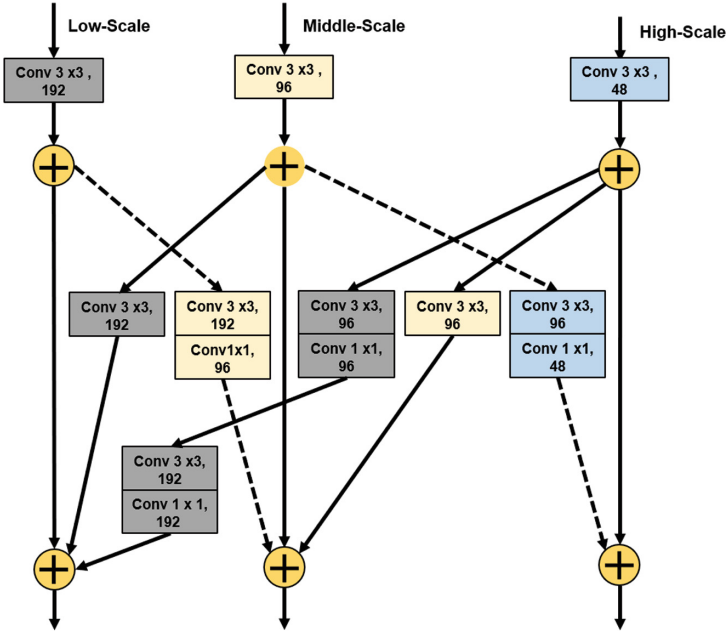 Low-Scale
Middle-Scale
High-Scale
Conv 3 x3 ,
192
Conv 3 x3 ,
96
Conv 3 x3 ,
48
Conv 3 x3,
192
Conv 3 x3,
192
Conv1x1,
96
Conv 3 x3,
96
Conv 1 x1,
96
Conv 3 x3,
96
Conv 3 x3,
96
Conv 1 x1,
48
Conv 3 x3,
192
Conv 1 x 1,
192